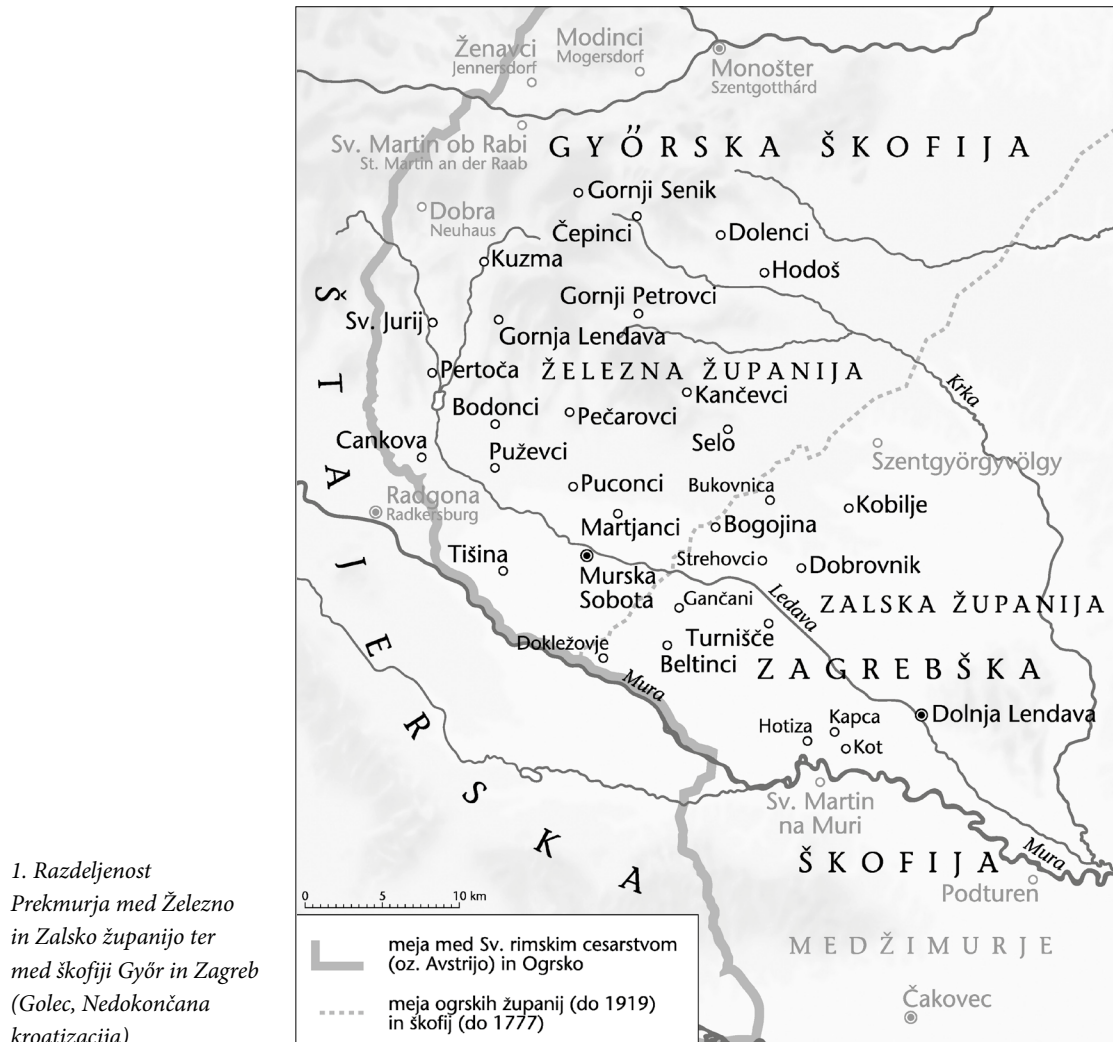 Ženavci
Jennersdorf
Modinci
Mogersdorf
Monošter
Szentgotthárd
Sv. Martin ob Rabi
St. Martin an der Raab
GYŐRSKA ŠKOFIJA
Gornji Senik
Dobra
Neuhaus
Čepinci
Dolenci
Kuzma
Hodoš
Gornji Petrovci
Sv. Jurij
Gornja Lendava
Pertoča
ŽELEZNA ŽUPANIJA
Krka
Kančevci
Bodonci
Pečarovci
Cankova
Selo
Puževci
Szentgyörgyvölgy
Radgona
Radkersburg
Puconci
Bukovnica
Kobilje
Martjanci
Bogojina
Tišina
Murska
Sobota
Strehovci
Dobrovnik
Gančani
Ledava
ZALSKA ŽUPANIJA
Dokležovje
Turnišče
Beltinci
ZAGREBŠKA
Mura
Hotiza
Kapca
Dolnja Lendava
Kot
Sv. Martin
na Muri
ŠKOFIJA
Mura
Podturen
ŠTAJERSKA
MEDŽIMURJE
Čakovec
0 5 10 km
meja med Sv. rimskim cesarstvom
(oz. Avstrijo) in Ogrsko
meja ogrskih županij (do 1919)
in škofij (do 1777)
1. Razdeljenost
Prekmurja med Železno
in Zalsko županijo ter
med škofiji Győr in Zagreb
(Golec, Nedokončana
kroatizacija)